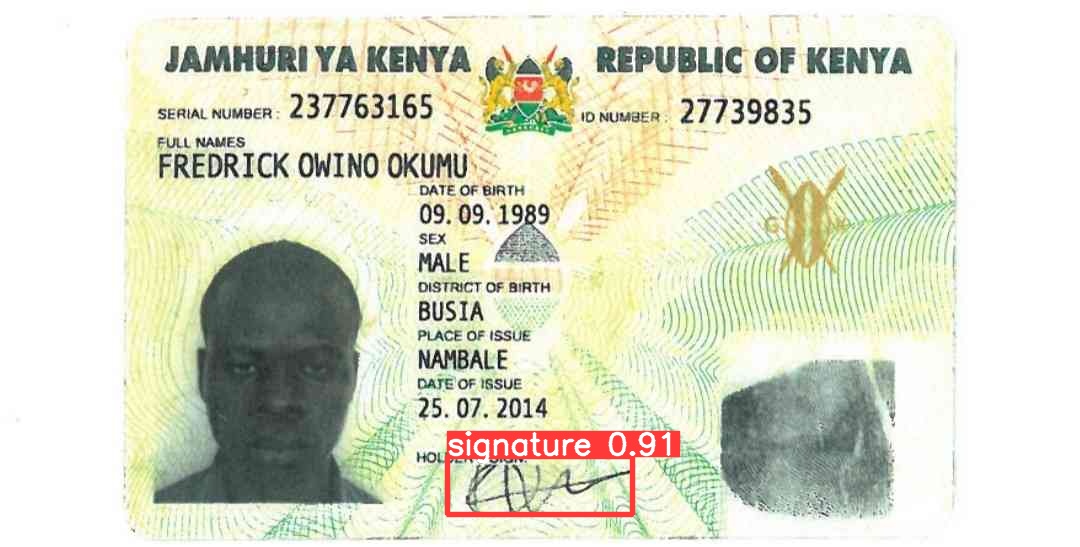 JAMHURI YA KENYA REPUBLIC OF KENYA
SERIAL NUMBER: 237763165 ID NUMBER: 27739835
FULL NAMES
FREDRICK OWINO OKUMU
DATE OF BIRTH
09. 09. 1989
SEX
MALE
DISTRICT OF BIRTH
BUSIA
PLACE OF ISSUE
NAMBALE
DATE OF ISSUE
25. 07. 2014
signature 0.91